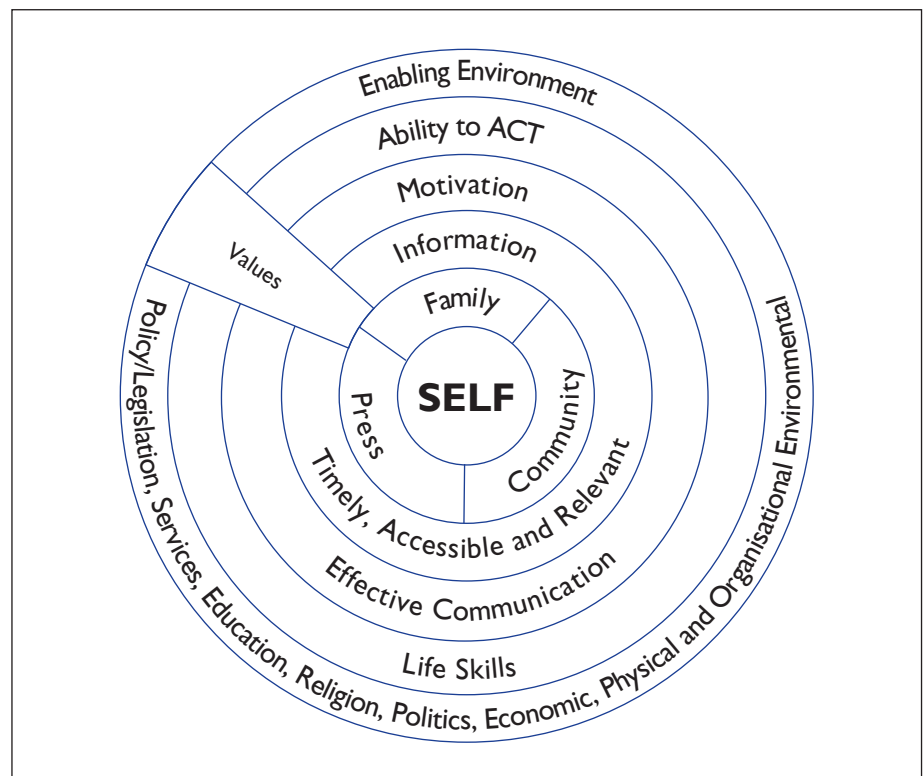 Enabling Environment
Ability to ACT
Motivation
Information
Values
Family
SELF
Press
Community
Timely, Accessible and Relevant
Effective Communication
Life Skills
Policy/Legislation, Services, Education, Religion, Politics, Economic, Physical and Organisational Environmental